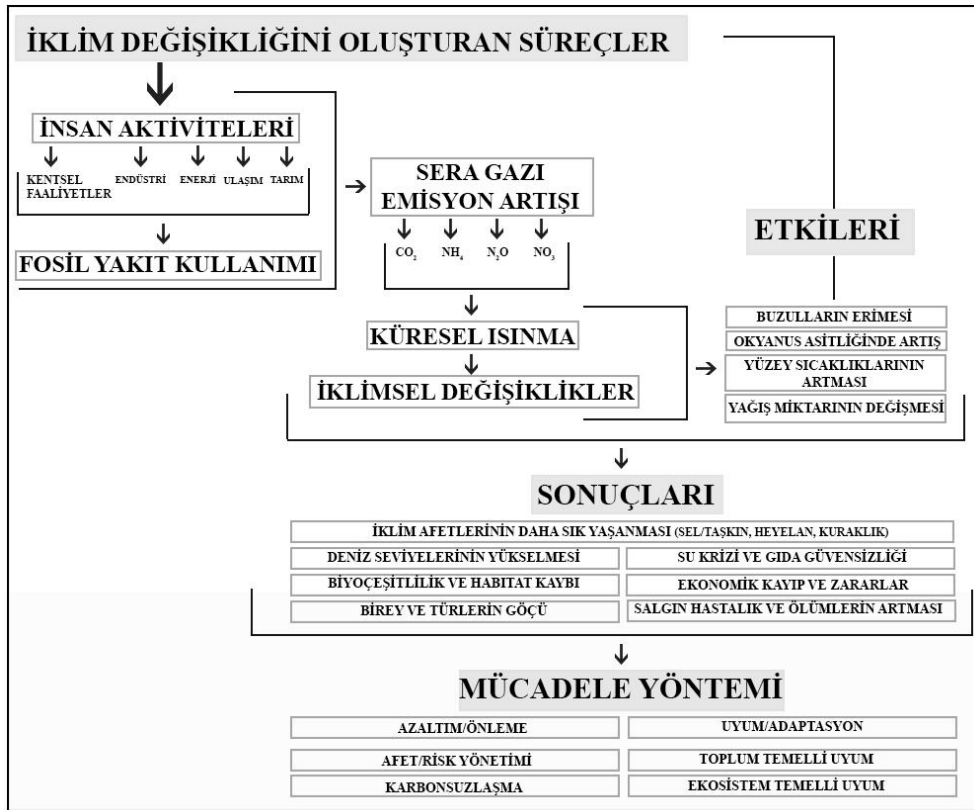 İKLİM DEĞİŞİKLİĞİNİ OLUŞTURAN SÜREÇLER
İNSAN AKTİVİTELERİ
KENTSEL
FAALİYETLER
ENDÜSTRİ
ENERJİ
ULAŞIM
TARIM
FOSİL YAKIT KULLANIMI
SERA GAZI
EMİSYON ARTIŞI
CO₂
NH₄
N₂O
NO₃
KÜRESEL ISINMA
İKLİMSEL DEĞİŞİKLİKLER
ETKİLERİ
BUZULLARIN ERİMESİ
OKYANUS ASİTLİĞİNDE ARTIŞ
YÜZEY SICAKLIKLARININ
ARTMASI
YAĞIŞ MİKTARININ DEĞİŞMESİ
SONUÇLARI
İKLİM AFETLERİNİN DAHA SIK YAŞANMASI (SEL/TAŞKIN, HEYELAN, KURAKLIK)
DENİZ SEVİYELERİNİN YÜKSELMESİ
SU KRİZİ VE GIDA GÜVENSİZLİĞİ
BİYOÇEŞİTLİLİK VE HABITAT KAYBI
EKONOMİK KAYIP VE ZARARLAR
BİREY VE TÜRLERİN GÖÇÜ
SALGIN HASTALIK VE ÖLÜMLERİN ARTMASI
MÜCADELE YÖNTEMİ
AZALTIM/ÖNLEME
UYUM/ADAPTASYON
AFET/RİSK YÖNETİMİ
TOPLUM TEMELLİ UYUM
KARBONSUZLAŞMA
EKOSİSTEM TEMELLİ UYUM